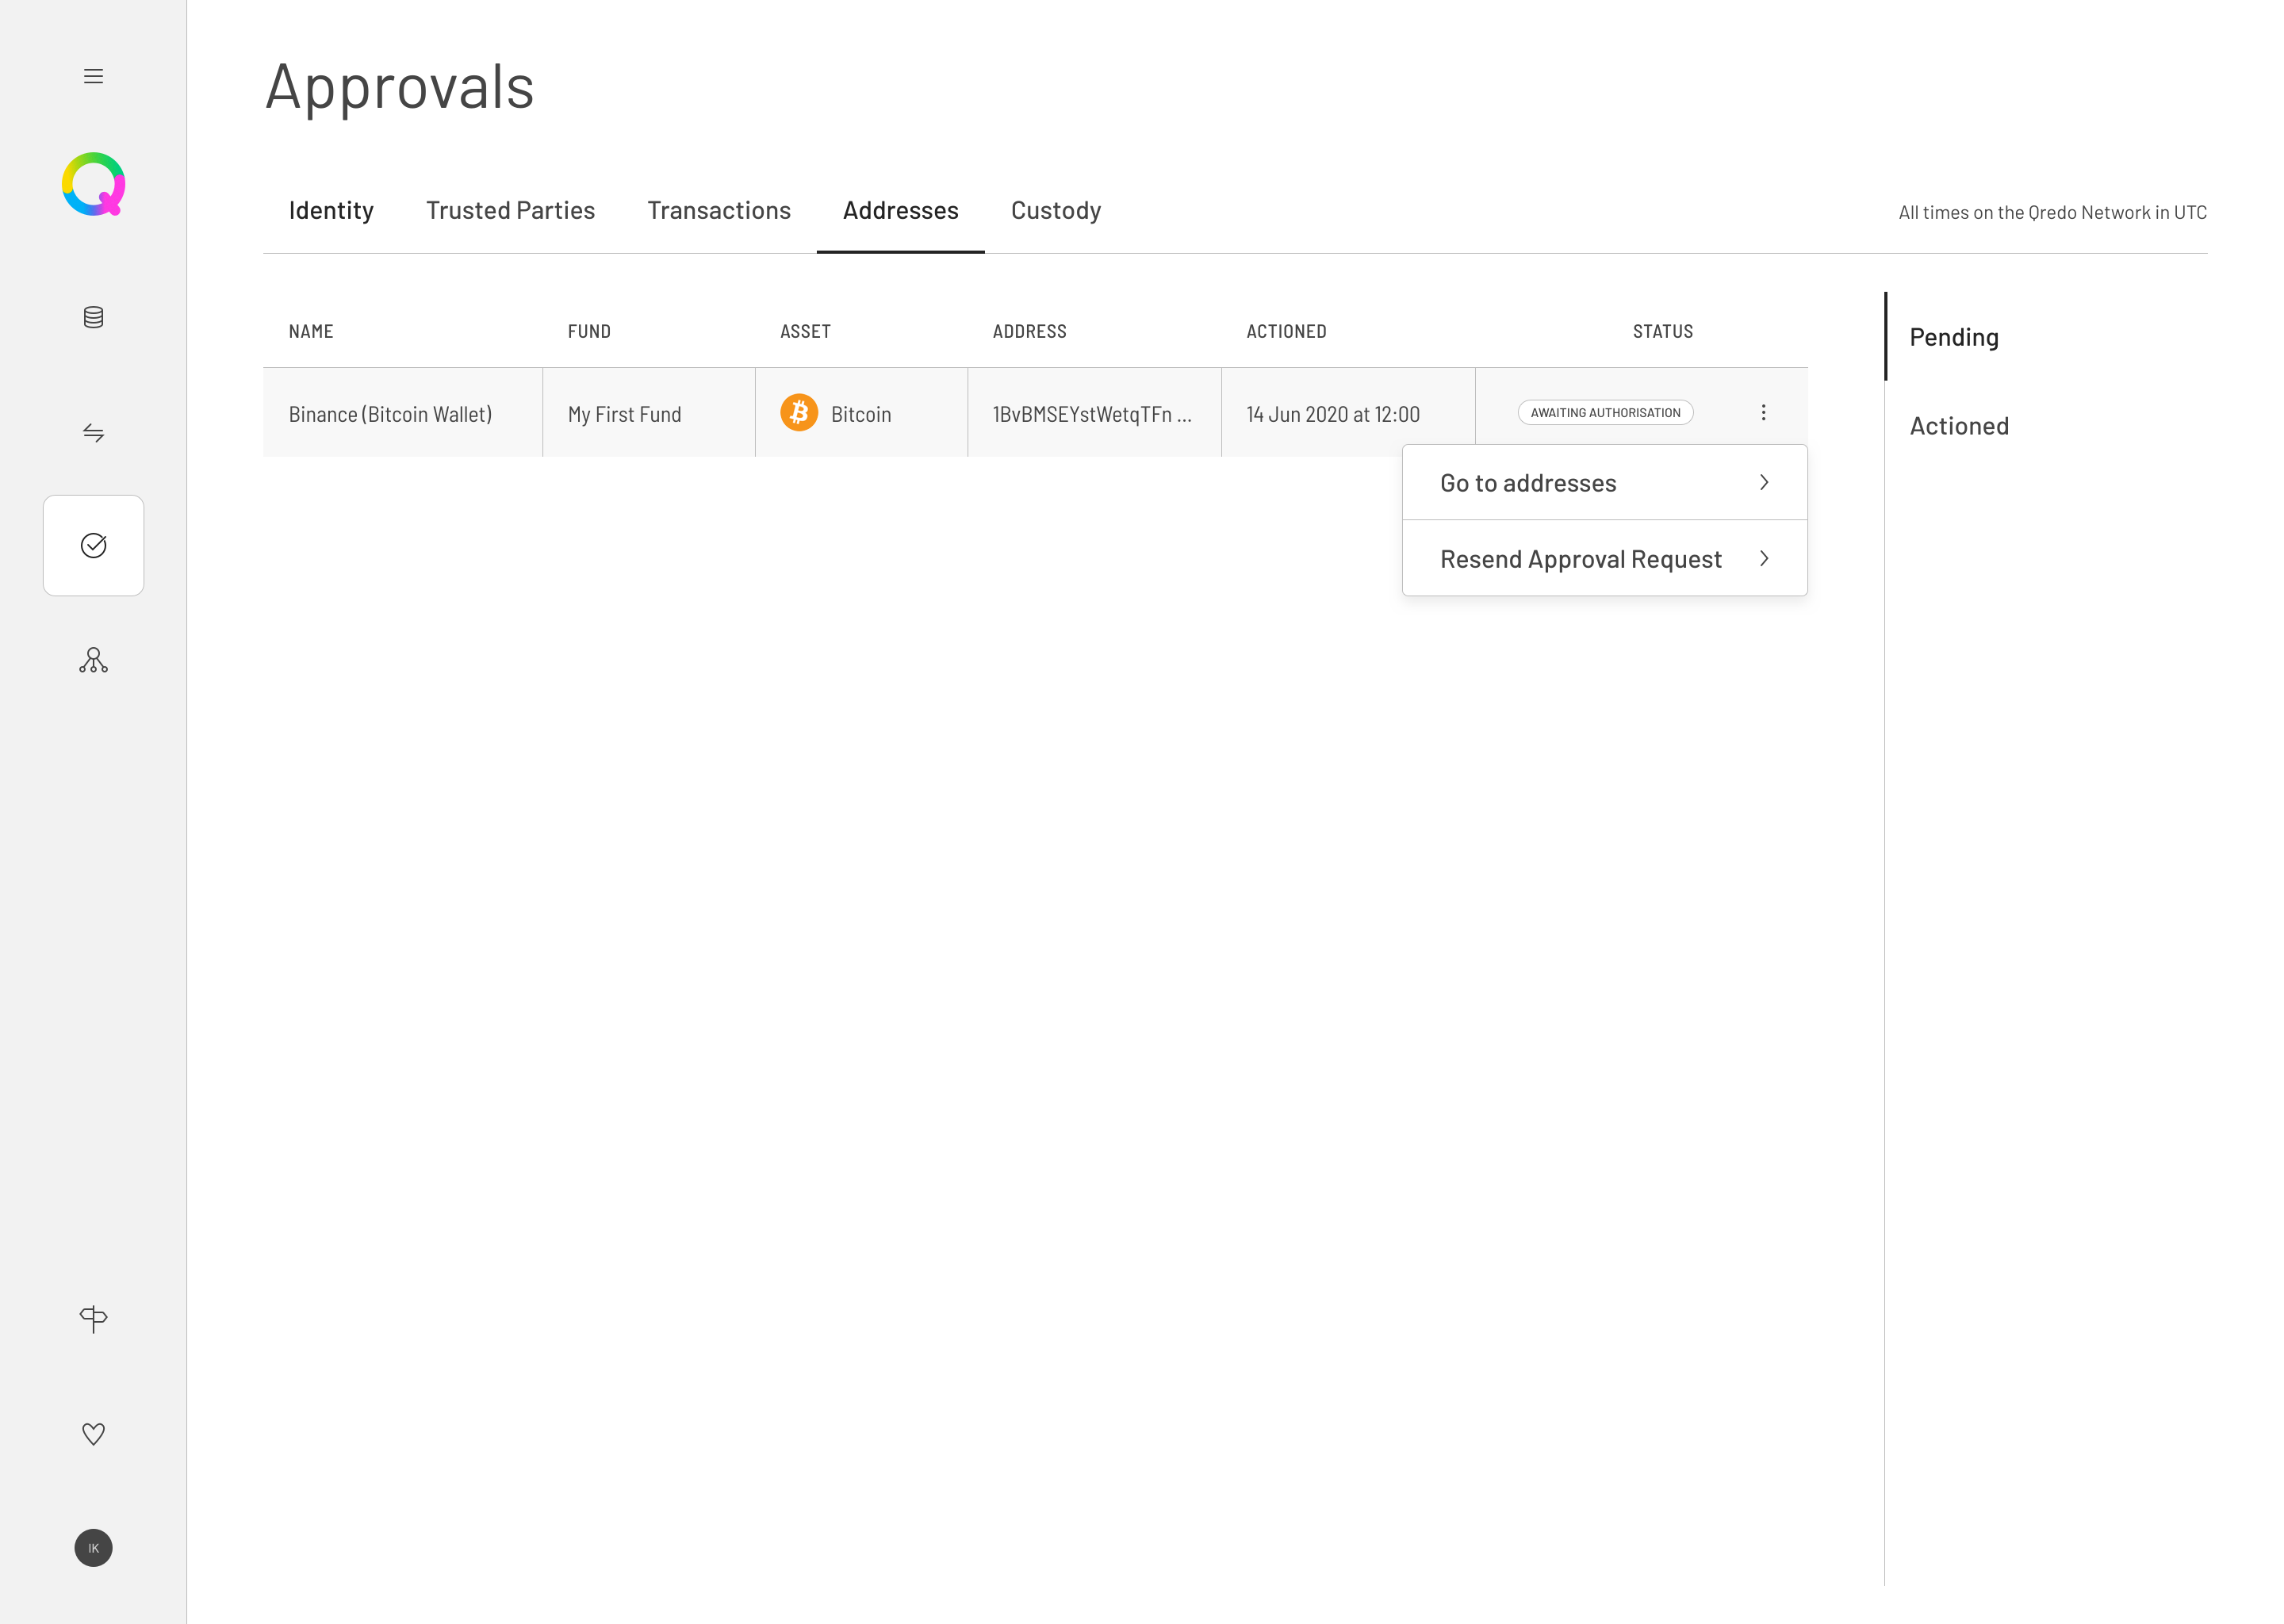 Approvals
Identity
Trusted Parties
Transactions
Addresses
Custody
All times on the Qredo Network in UTC
NAME
FUND
ASSET
ADDRESS
ACTIONED
STATUS
Binance (Bitcoin Wallet)
My First Fund
Bitcoin
1BvBMSEYstWetqTFn ...
14 Jun 2020 at 12:00
AWAITING AUTHORISATION
Go to addresses
Resend Approval Request
Pending
Actioned
IK